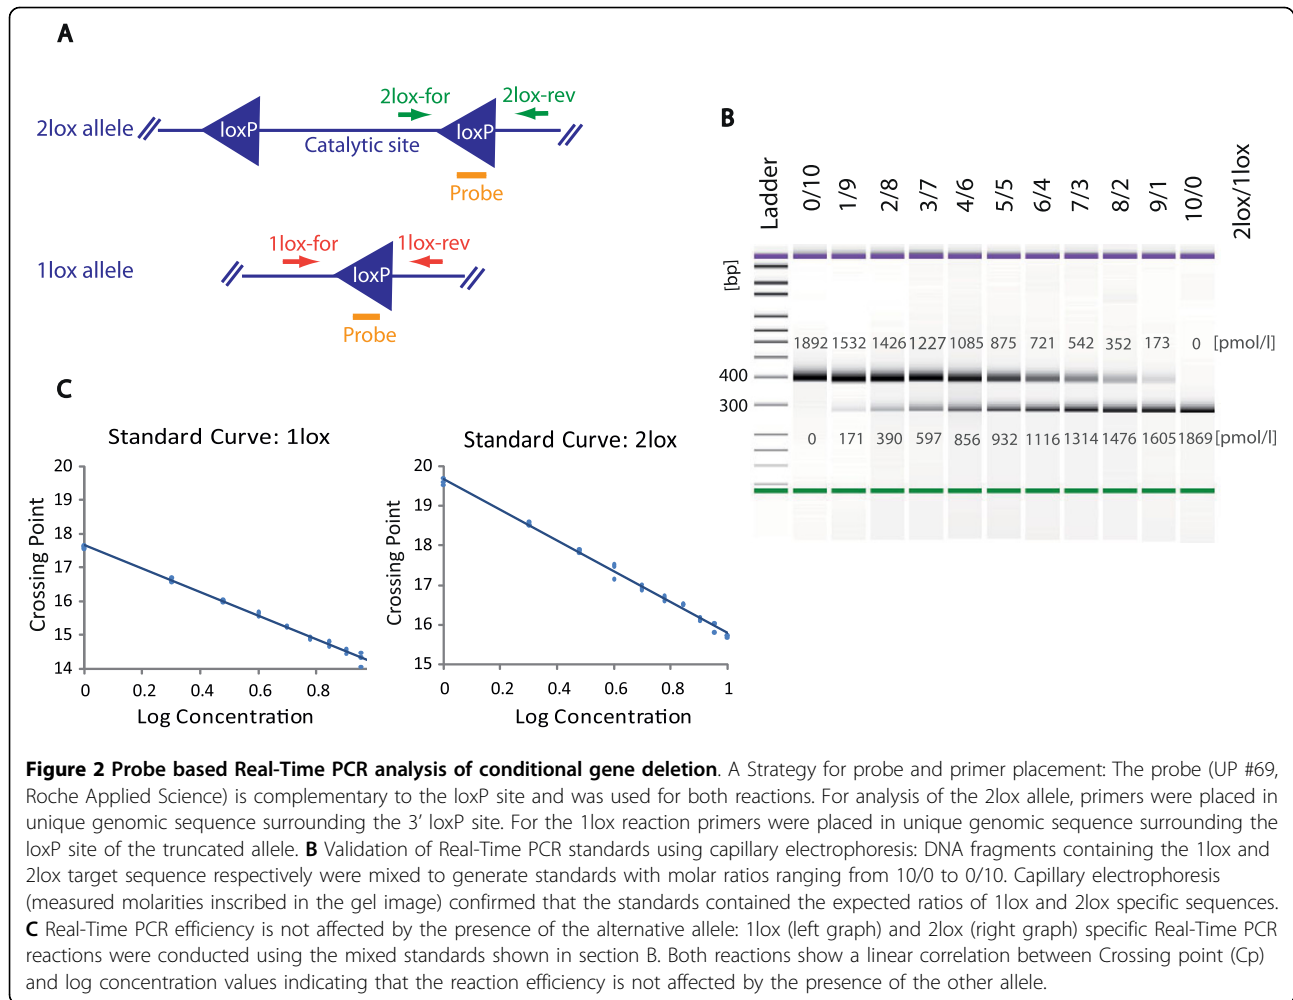 A
2lox allele
loxP
Catalytic site
2lox-for
loxP
2lox-rev
Probe
1lox allele
1lox-for
loxP
1lox-rev
Probe
B
Ladder
0/10
1/9
2/8
3/7
4/6
5/5
6/4
7/3
8/2
9/1
10/0
2lox/1lox
[bp]
1892 1532 1426 1227 1085 875 721 542 352 173 0 [pmol/l]
400
300
0 171 390 597 856 932 1116 1314 1476 1605 1869 [pmol/l]
C
Standard Curve: 1lox
Crossing Point
20
19
18
17
16
15
14
0 0.2 0.4 0.6 0.8
Log Concentration
Standard Curve: 2lox
Crossing Point
20
19
18
17
16
15
0 0.2 0.4 0.6 0.8 1
Log Concentration
Figure 2 Probe based Real-Time PCR analysis of conditional gene deletion. A Strategy for probe and primer placement: The probe (UP #69,
Roche Applied Science) is complementary to the loxP site and was used for both reactions. For analysis of the 2lox allele, primers were placed in
unique genomic sequence surrounding the 3' loxP site. For the 1lox reaction primers were placed in unique genomic sequence surrounding the
loxP site of the truncated allele. B Validation of Real-Time PCR standards using capillary electrophoresis: DNA fragments containing the 1lox and
2lox target sequence respectively were mixed to generate standards with molar ratios ranging from 10/0 to 0/10. Capillary electrophoresis
(measured molarities inscribed in the gel image) confirmed that the standards contained the expected ratios of 1lox and 2lox specific sequences.
C Real-Time PCR efficiency is not affected by the presence of the alternative allele: 1lox (left graph) and 2lox (right graph) specific Real-Time PCR
reactions were conducted using the mixed standards shown in section B. Both reactions show a linear correlation between Crossing point (Cp)
and log concentration values indicating that the reaction efficiency is not affected by the presence of the other allele.